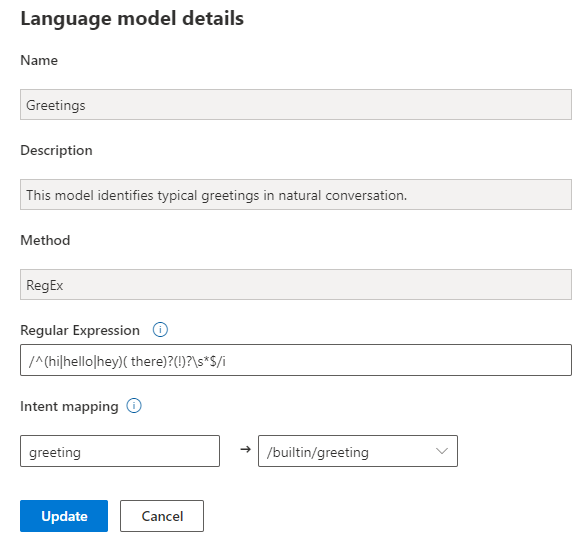 Language model details
Name
Greetings
Description
This model identifies typical greetings in natural conversation.
Method
RegEx
Regular Expression
/^(hi|hello|hey)( there)?(!)?\s*$/i
Intent mapping
greeting → /builtin/greeting
Update Cancel